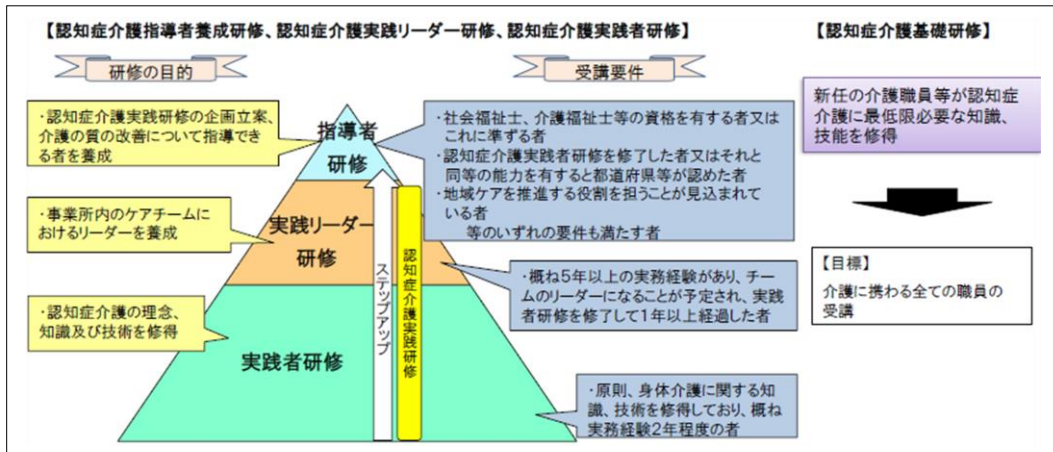 【認知症介護指導者養成研修、認知症介護実践リーダー研修、認知症介護実践者研修】
研修の目的
受講要件
・認知症介護実践研修の企画立案、
介護の質の改善について指導でき
る者を養成
指導者
研修
・社会福祉士、介護福祉士等の資格を有する者又は
これに準ずる者
・認知症介護実践者研修を修了した者又はそれと
同等の能力を有すると都道府県等が認めた者
・地域ケアを推進する役割を担うことが見込まれて
いる者
等のいずれの要件も満たす者
・事業所内のケアチームに
おけるリーダーを養成
実践リーダー
研修
ステップアップ
認知症介護実践研修
・概ね5年以上の実務経験があり、チー
ムのリーダーになることが予定され、実践
者研修を修了して1年以上経過した者
・認知症介護の理念、
知識及び技術を修得
実践者研修
・原則、身体介護に関する知
識、技術を修得しており、概ね
実務経験2年程度の者
【認知症介護基礎研修】
新任の介護職員等が認知症
介護に最低限必要な知識、
技能を修得
【目標】
介護に携わる全ての職員の
受講